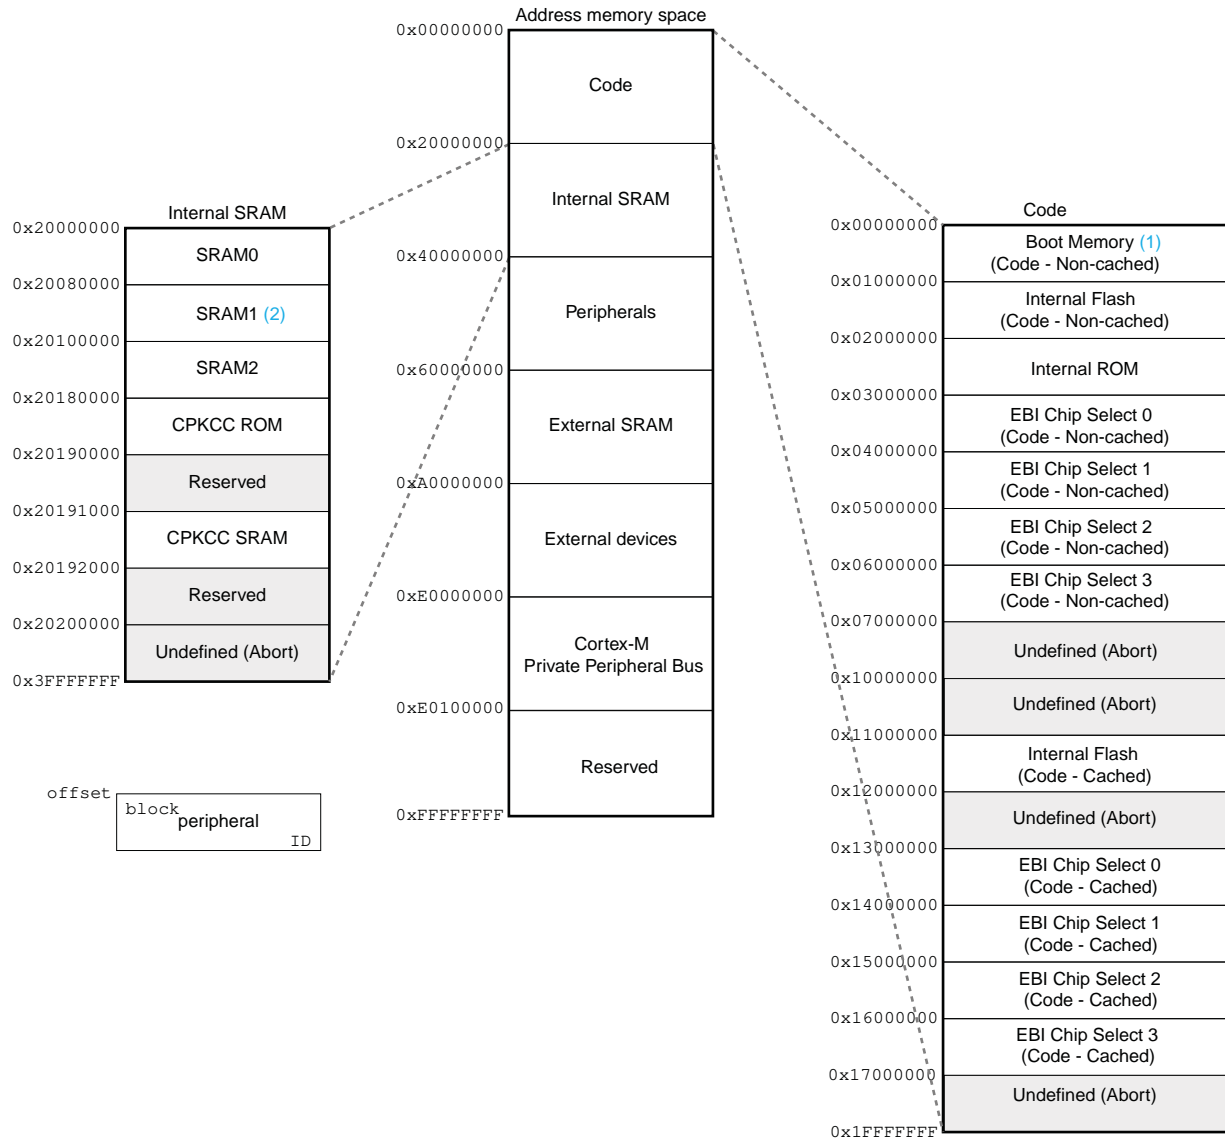 Address memory space
0x00000000
Code
0x20000000
Internal SRAM
0x40000000
Peripherals
0x60000000
External SRAM
0xA0000000
External devices
0xE0000000
Cortex-M
Private Peripheral Bus
0xE0100000
Reserved
0xFFFFFFFF
Internal SRAM
0x20000000
SRAM0
0x20080000
SRAM1 (2)
0x20100000
SRAM2
0x20180000
CPKCC ROM
0x20190000
Reserved
0x20191000
CPKCC SRAM
0x20192000
Reserved
0x20200000
Undefined (Abort)
0x3FFFFFFF
offset
block
peripheral
ID
Code
0x00000000
Boot Memory (1)
(Code - Non-cached)
0x01000000
Internal Flash
(Code - Non-cached)
0x02000000
Internal ROM
0x03000000
EBI Chip Select 0
(Code - Non-cached)
0x04000000
EBI Chip Select 1
(Code - Non-cached)
0x05000000
EBI Chip Select 2
(Code - Non-cached)
0x06000000
EBI Chip Select 3
(Code - Non-cached)
0x07000000
Undefined (Abort)
0x10000000
Undefined (Abort)
0x11000000
Internal Flash
(Code - Cached)
0x12000000
Undefined (Abort)
0x13000000
EBI Chip Select 0
(Code - Cached)
0x14000000
EBI Chip Select 1
(Code - Cached)
0x15000000
EBI Chip Select 2
(Code - Cached)
0x16000000
EBI Chip Select 3
(Code - Cached)
0x17000000
Undefined (Abort)
0x1FFFFFFF